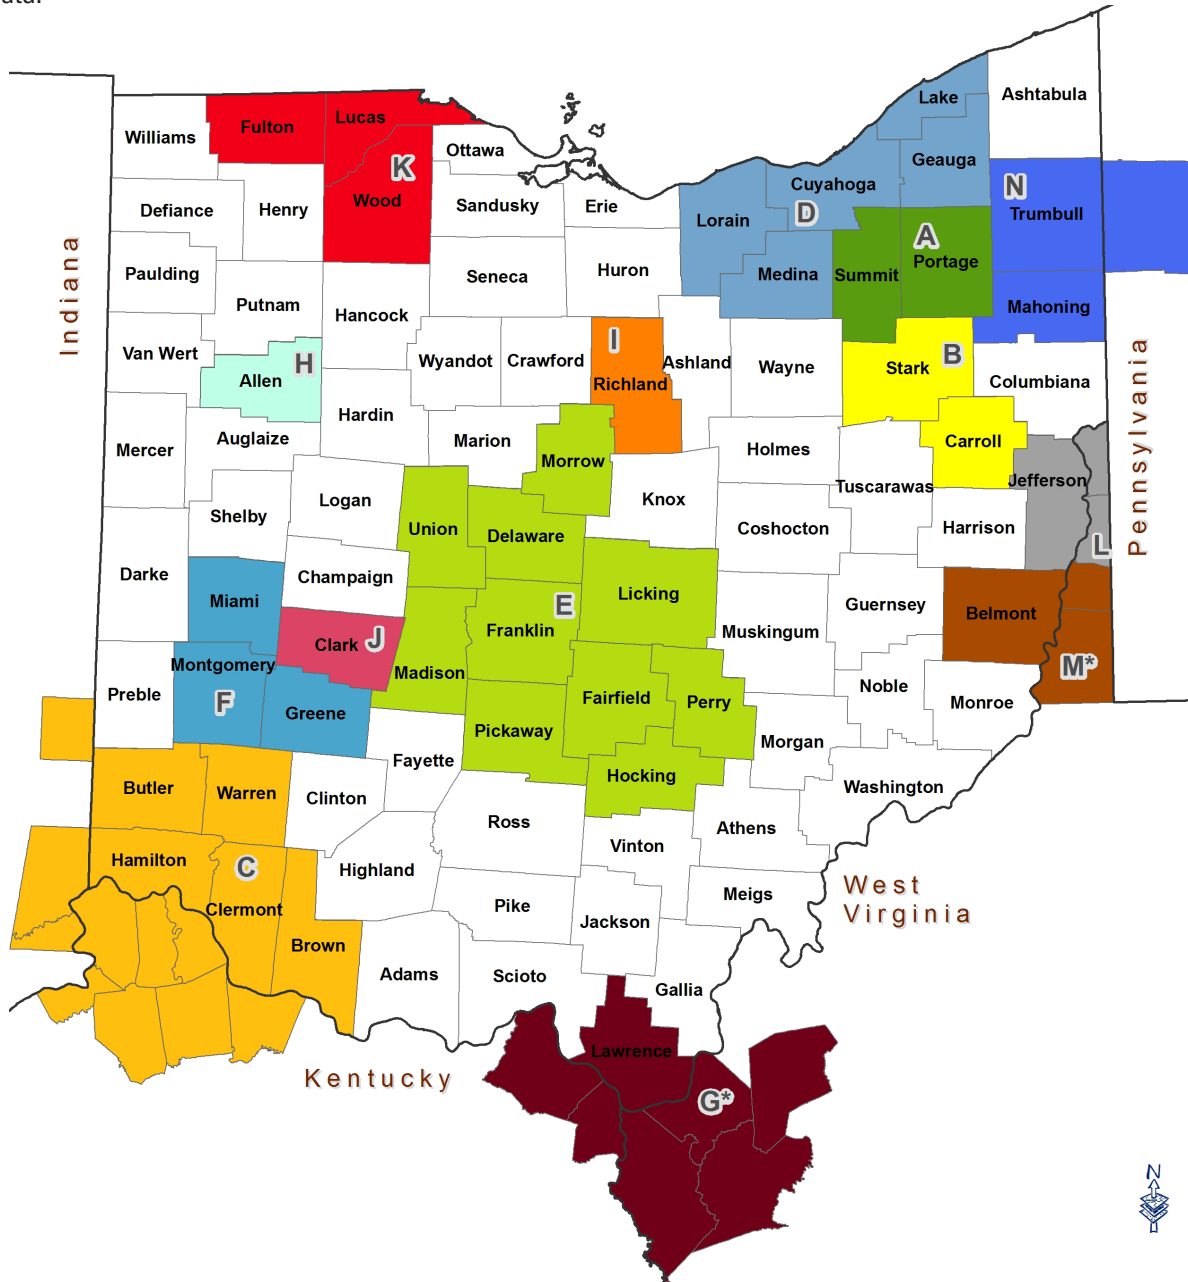 Lake
Ashtabula
Williams
Fulton
Lucas
Ottawa
Geauga
K
Cuyahoga
N
Wood
Sandusky
Erie
Defiance
Henry
Lorain
D
Trumbull
A
Portage
Indiana
Paulding
Seneca
Huron
Medina
Summit
Putnam
Hancock
Mahoning
I
Van Wert
H
Wyandot
Crawford
Ashland
Wayne
Stark
B
Allen
Richland
Columbiana
Pennsylvania
Hardin
Auglaize
Marion
Mercer
Morrow
Holmes
Carroll
Jefferson
Tuscarawas
Logan
Knox
Shelby
Union
Delaware
Coshocton
Harrison
L
Darke
Champaign
Miami
Licking
E
Guernsey
Belmont
Franklin
Muskingum
Clark
J
M*
Montgomery
Madison
Preble
Noble
Fairfield
Perry
Monroe
F
Greene
Pickaway
Morgan
Fayette
Hocking
Butler
Warren
Clinton
Washington
Ross
Athens
Vinton
Hamilton
C
Highland
West
Virginia
Meigs
Clermont
Pike
Jackson
Brown
Adams
Scioto
Gallia
Lawrence
Kentucky
G*
N